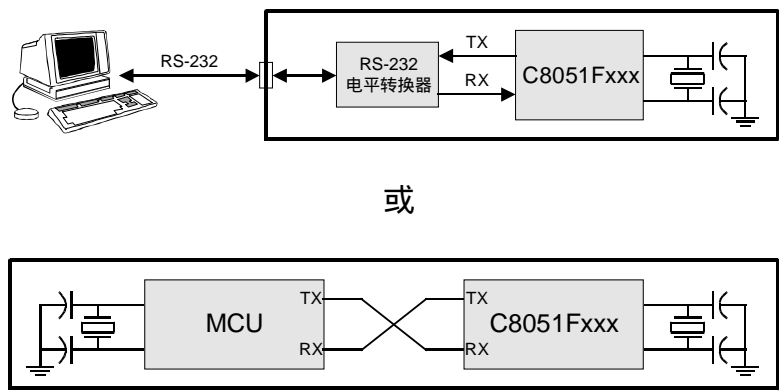 RS-232
RS-232
电平转换器
TX
RX
C8051Fxxx
或
MCU
TX
RX
TX
RX
C8051Fxxx